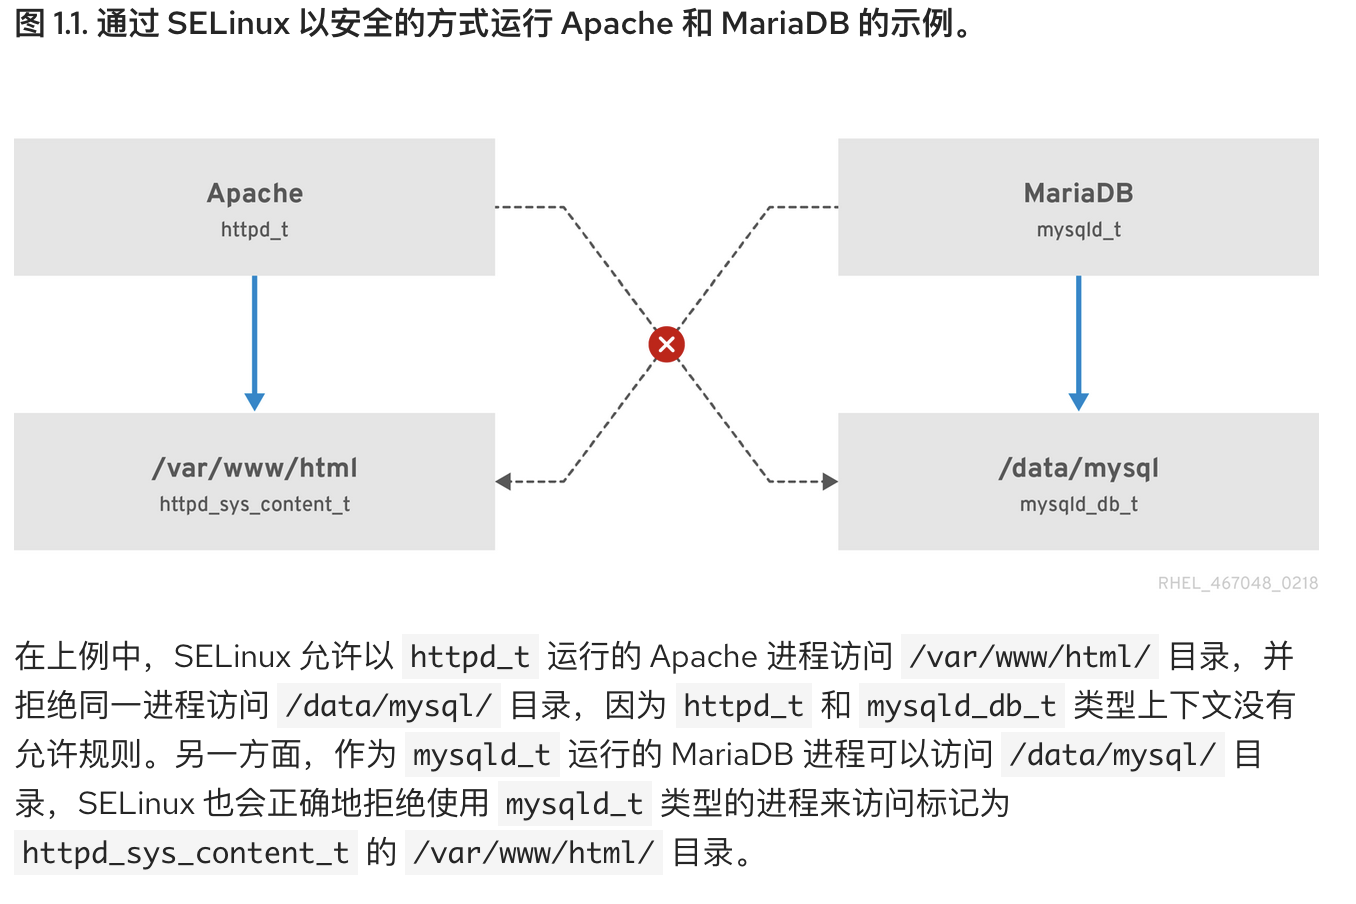 图 1.1. 通过 SELinux 以安全的方式运行 Apache 和 MariaDB 的示例。
Apache
httpd_t
MariaDB
mysqld_t
/var/www/html
httpd_sys_content_t
/data/mysql
mysqld_db_t
RHEL_467048_0218
在上例中，SELinux 允许以 httpd_t 运行的 Apache 进程访问 /var/www/html/ 目录，并
拒绝同一进程访问 /data/mysql/ 目录，因为 httpd_t 和 mysqld_db_t 类型上下文没有
允许规则。另一方面，作为 mysqld_t 运行的 MariaDB 进程可以访问 /data/mysql/ 目
录，SELinux 也会正确地拒绝使用 mysqld_t 类型的进程来访问标记为
httpd_sys_content_t 的 /var/www/html/ 目录。